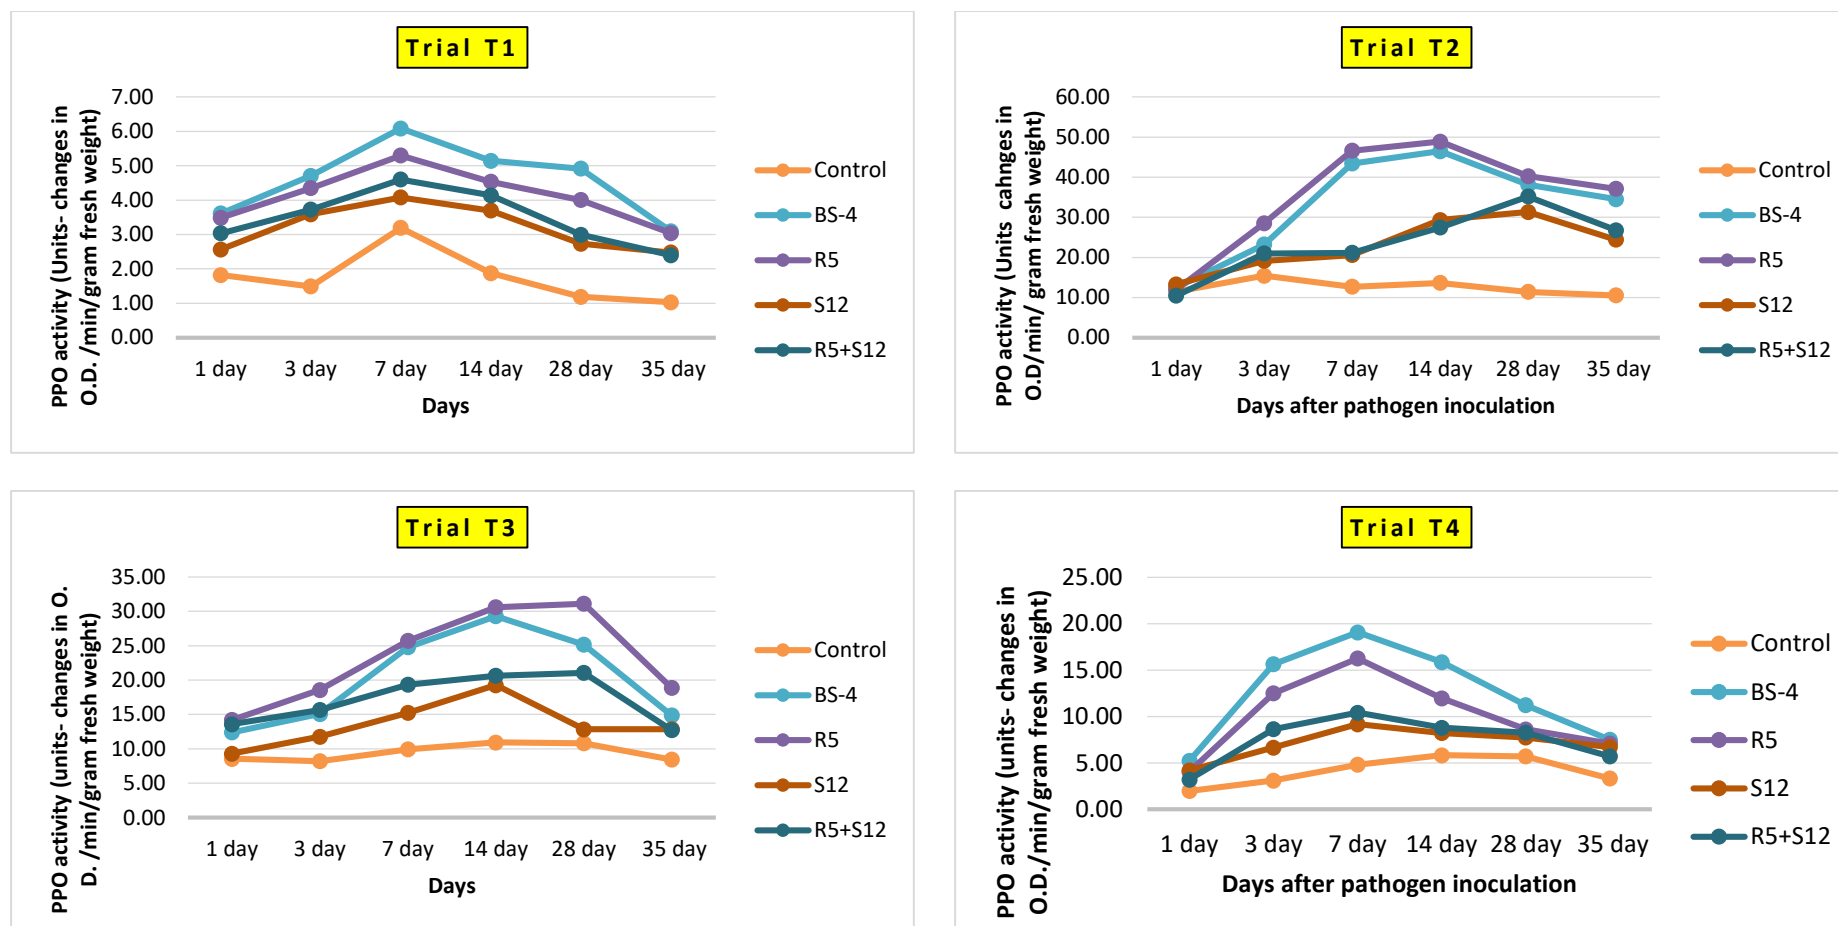 Trial T1
PPO activity (Units- changes in
O.D. /min/gram fresh weight)
7.00
6.00
5.00
4.00
3.00
2.00
1.00
0.00
1 day 3 day 7 day 14 day 28 day 35 day
Days
Control
BS-4
R5
S12
R5+S12
Trial T2
PPO activity (Units cahnges in
O.D/min/ gram fresh weight)
60.00
50.00
40.00
30.00
20.00
10.00
0.00
1 day 3 day 7 day 14 day 28 day 35 day
Days after pathogen inoculation
Control
BS-4
R5
S12
R5+S12
Trial T3
PPO activity (units- changes in O.
D. /min/gram fresh weight)
35.00
30.00
25.00
20.00
15.00
10.00
5.00
0.00
1 day 3 day 7 day 14 day 28 day 35 day
Days
Control
BS-4
R5
S12
R5+S12
Trial T4
PPO activity (units- changes in
O.D./min/gram fresh weight)
25.00
20.00
15.00
10.00
5.00
0.00
1 day 3 day 7 day 14 day 28 day 35 day
Days after pathogen inoculation
Control
BS-4
R5
S12
R5+S12